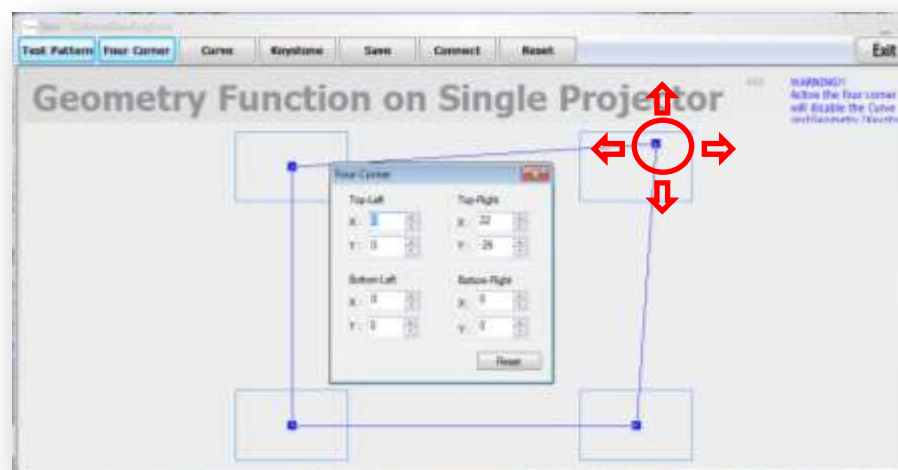 Test Pattern Four Corner Curve Keystone Save Connect Reset Exit
Geometry Function on Single Projector
WARNING!!
Active the four corner
will disable the Curve
Four Corner
Top-Left Top-Right
X: X: 22
Y: 0 Y: -26
Bottom-Left Bottom-Right
X: 0 X: 0
Y: 0 Y: 0
Reset